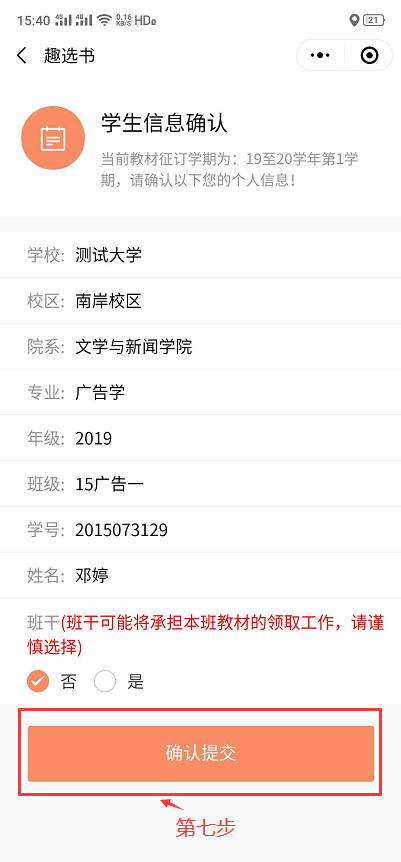 15:40 4G 4G 0.16 KB/S HD 21
趣选书
学生信息确认
当前教材征订学期为：19至20学年第1学
期，请确认以下您的个人信息！
学校: 测试大学
校区: 南岸校区
院系: 文学与新闻学院
专业: 广告学
年级: 2019
班级: 15广告一
学号: 2015073129
姓名: 邓婷
班干(班干可能将承担本班教材的领取工作，请谨
慎选择)
否 是
确认提交
第七步